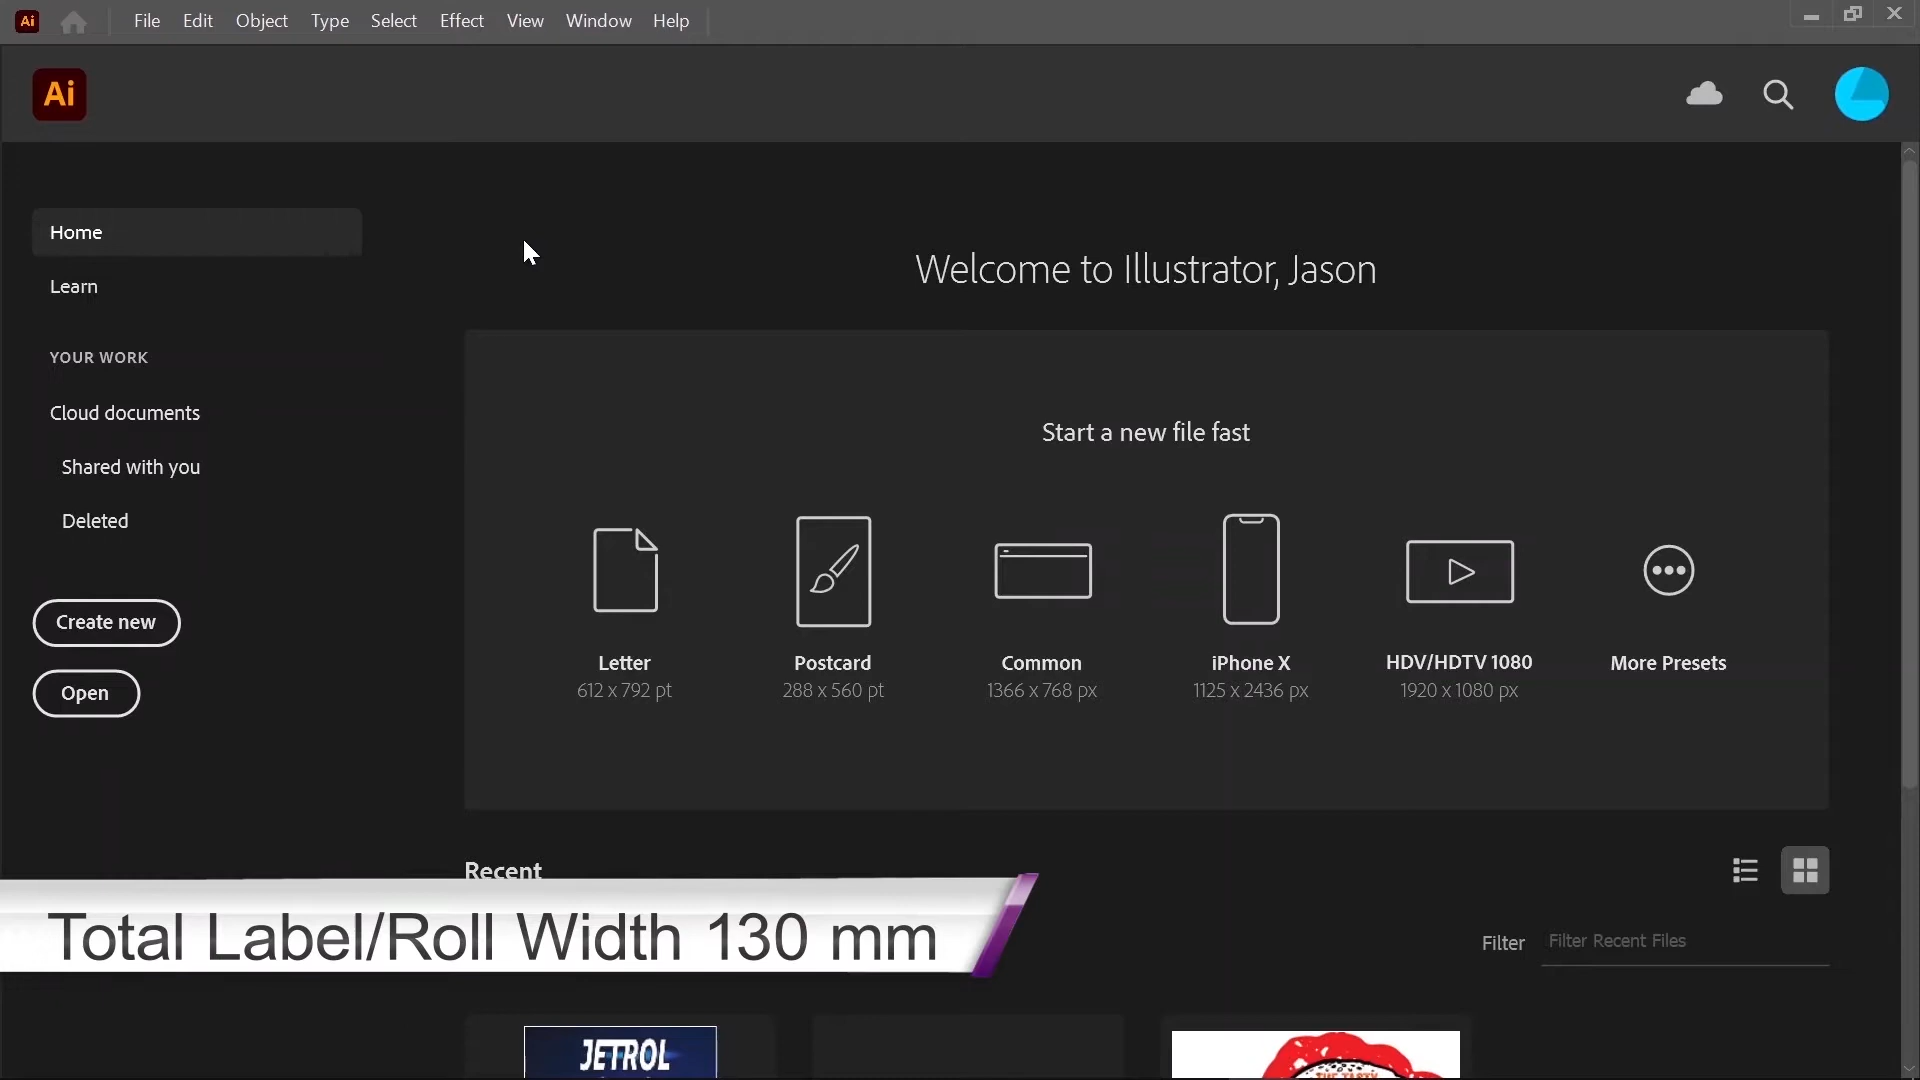 Ai
File Edit Object Type Select Effect View Window Help
Ai
Home
Learn
YOUR WORK
Cloud documents
Shared with you
Deleted
Create new
Open
Welcome to Illustrator, Jason
Start a new file fast
Letter
612 x 792 pt
Postcard
288 x 560 pt
Common
1366 x 768 px
iPhone X
1125 x 2436 px
HDV/HDTV 1080
1920 x 1080 px
More Presets
Recent
Total Label/Roll Width 130 mm
Filter
Filter Recent Files
JETROL